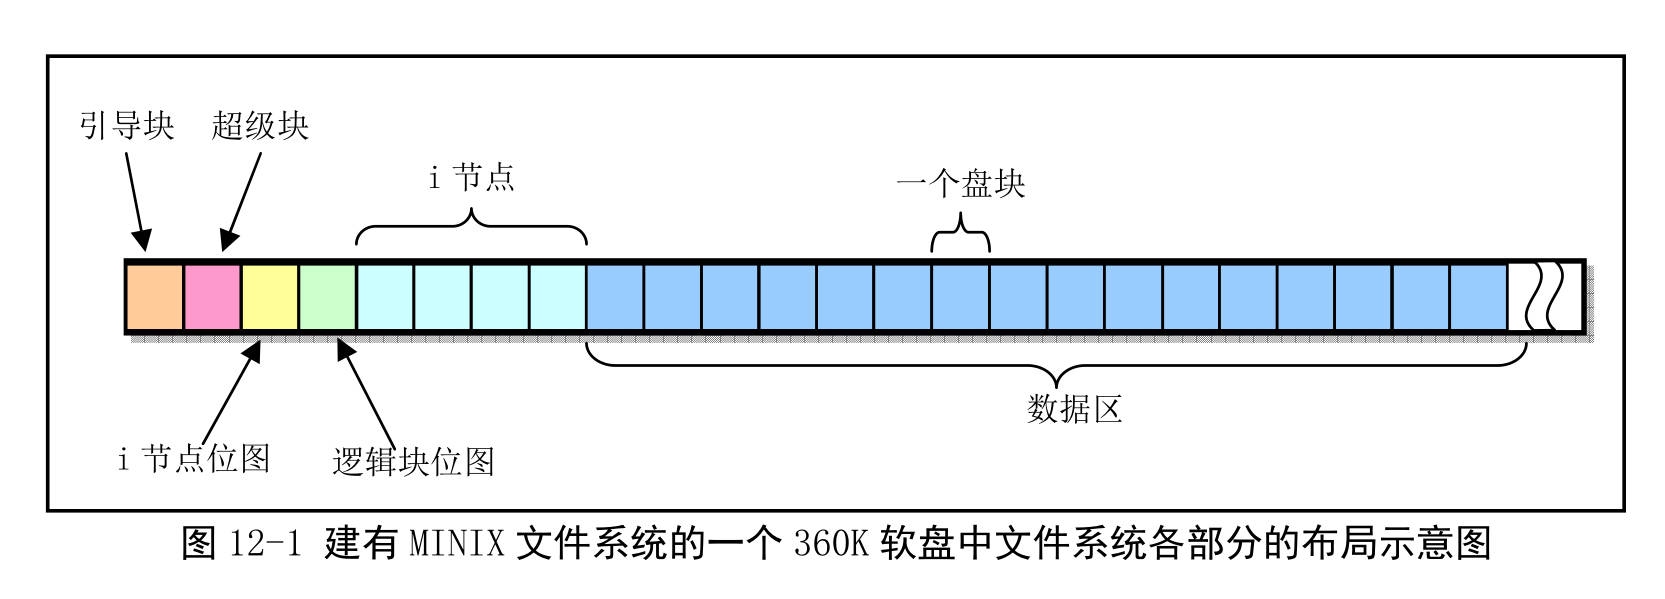 引导块 超级块
i 节点
一个盘块
数据区
i 节点位图
逻辑块位图
图 12-1 建有 MINIX 文件系统的一个 360K 软盘中文件系统各部分的布局示意图